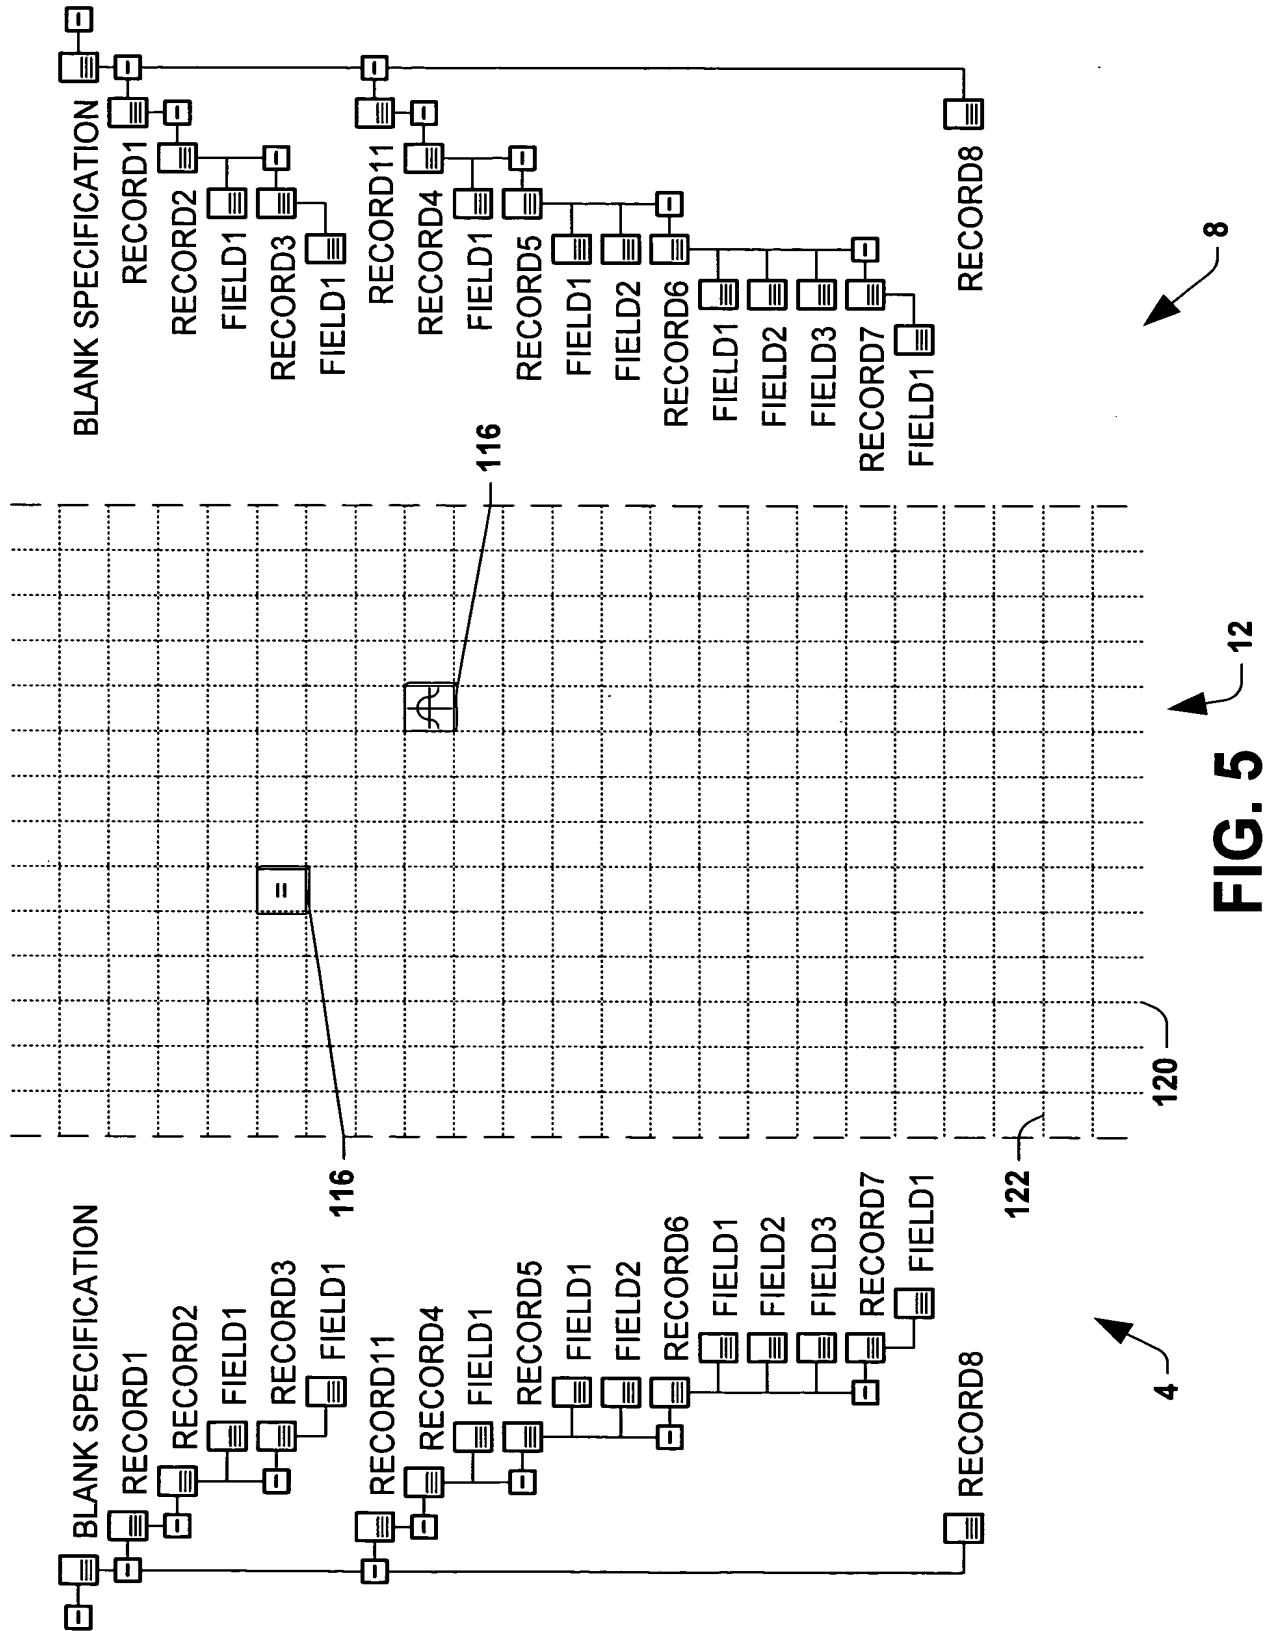 BLANK SPECIFICATION
RECORD1
RECORD2
FIELD1
RECORD3
FIELD1
RECORD11
RECORD4
FIELD1
RECORD5
FIELD1
FIELD2
RECORD6
FIELD1
FIELD2
FIELD3
RECORD7
FIELD1
RECORD8
4
116
=
116
122
120
12
BLANK SPECIFICATION
RECORD1
RECORD2
FIELD1
RECORD3
FIELD1
RECORD11
RECORD4
FIELD1
RECORD5
FIELD1
FIELD2
RECORD6
FIELD1
FIELD2
FIELD3
RECORD7
FIELD1
RECORD8
8
FIG. 5